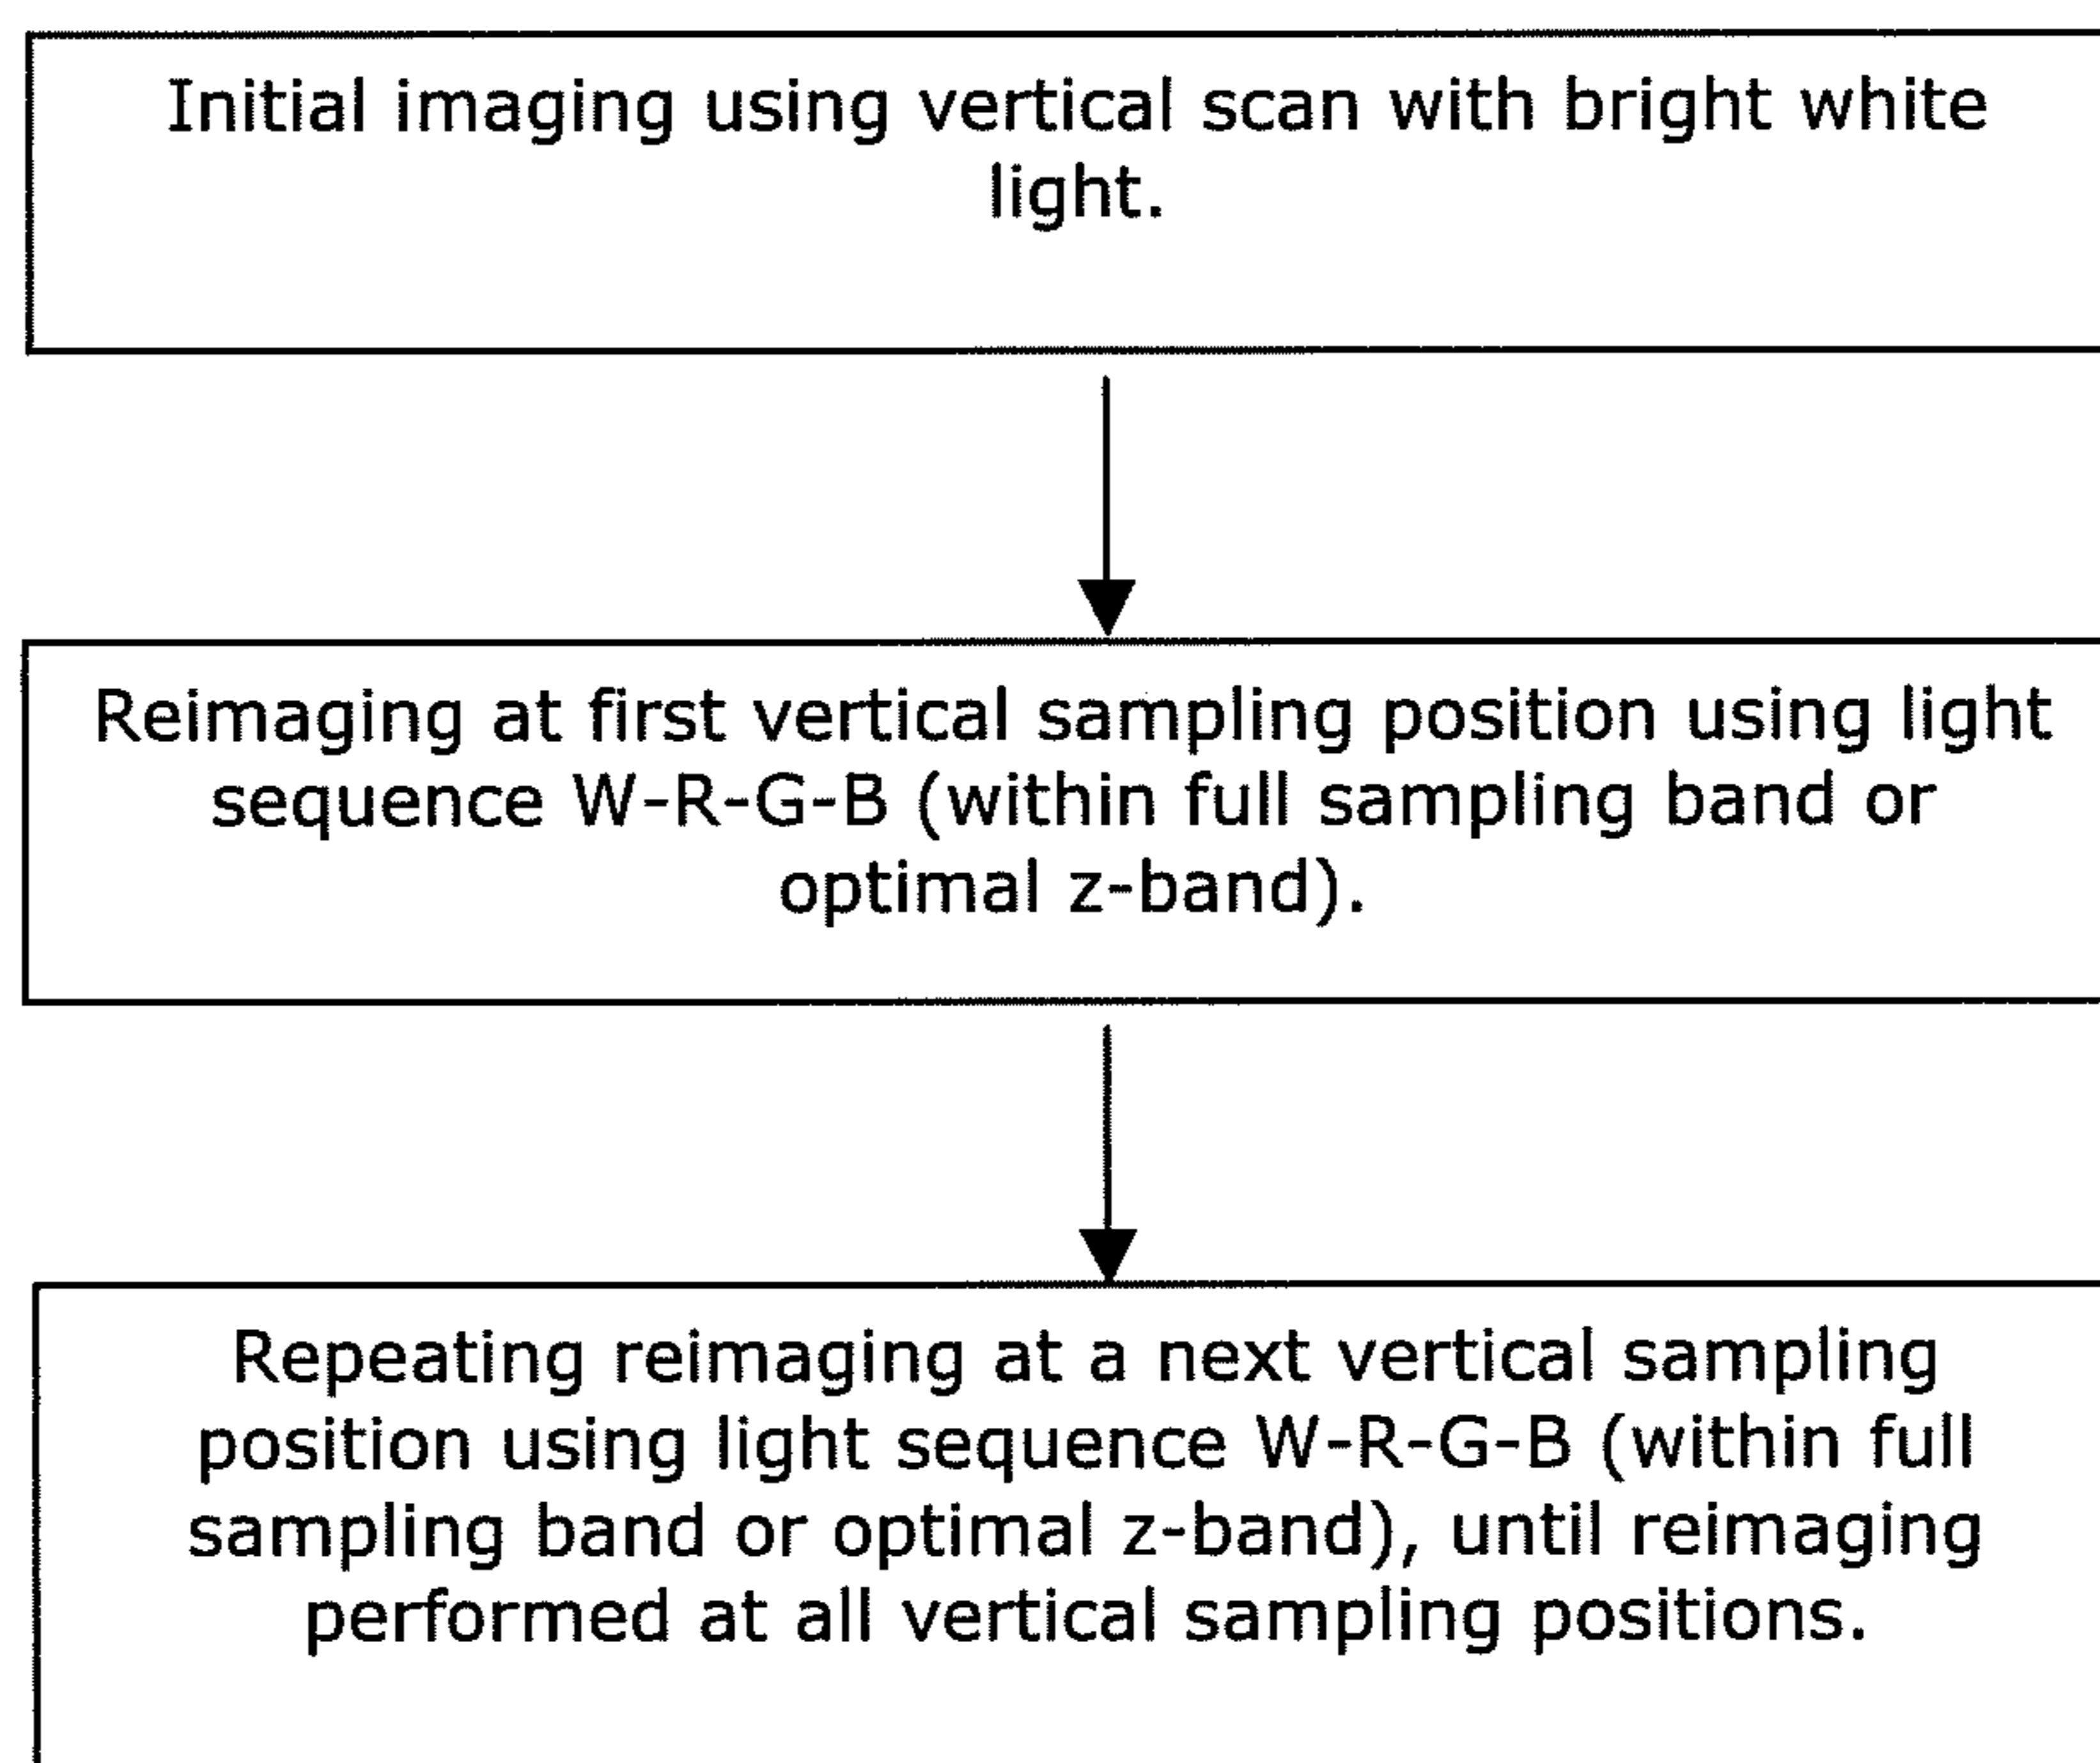 Initial imaging using vertical scan with bright white
light.
Reimaging at first vertical sampling position using light
sequence W-R-G-B (within full sampling band or
optimal z-band).
Repeating reimaging at a next vertical sampling
position using light sequence W-R-G-B (within full
sampling band or optimal z-band), until reimaging
performed at all vertical sampling positions.